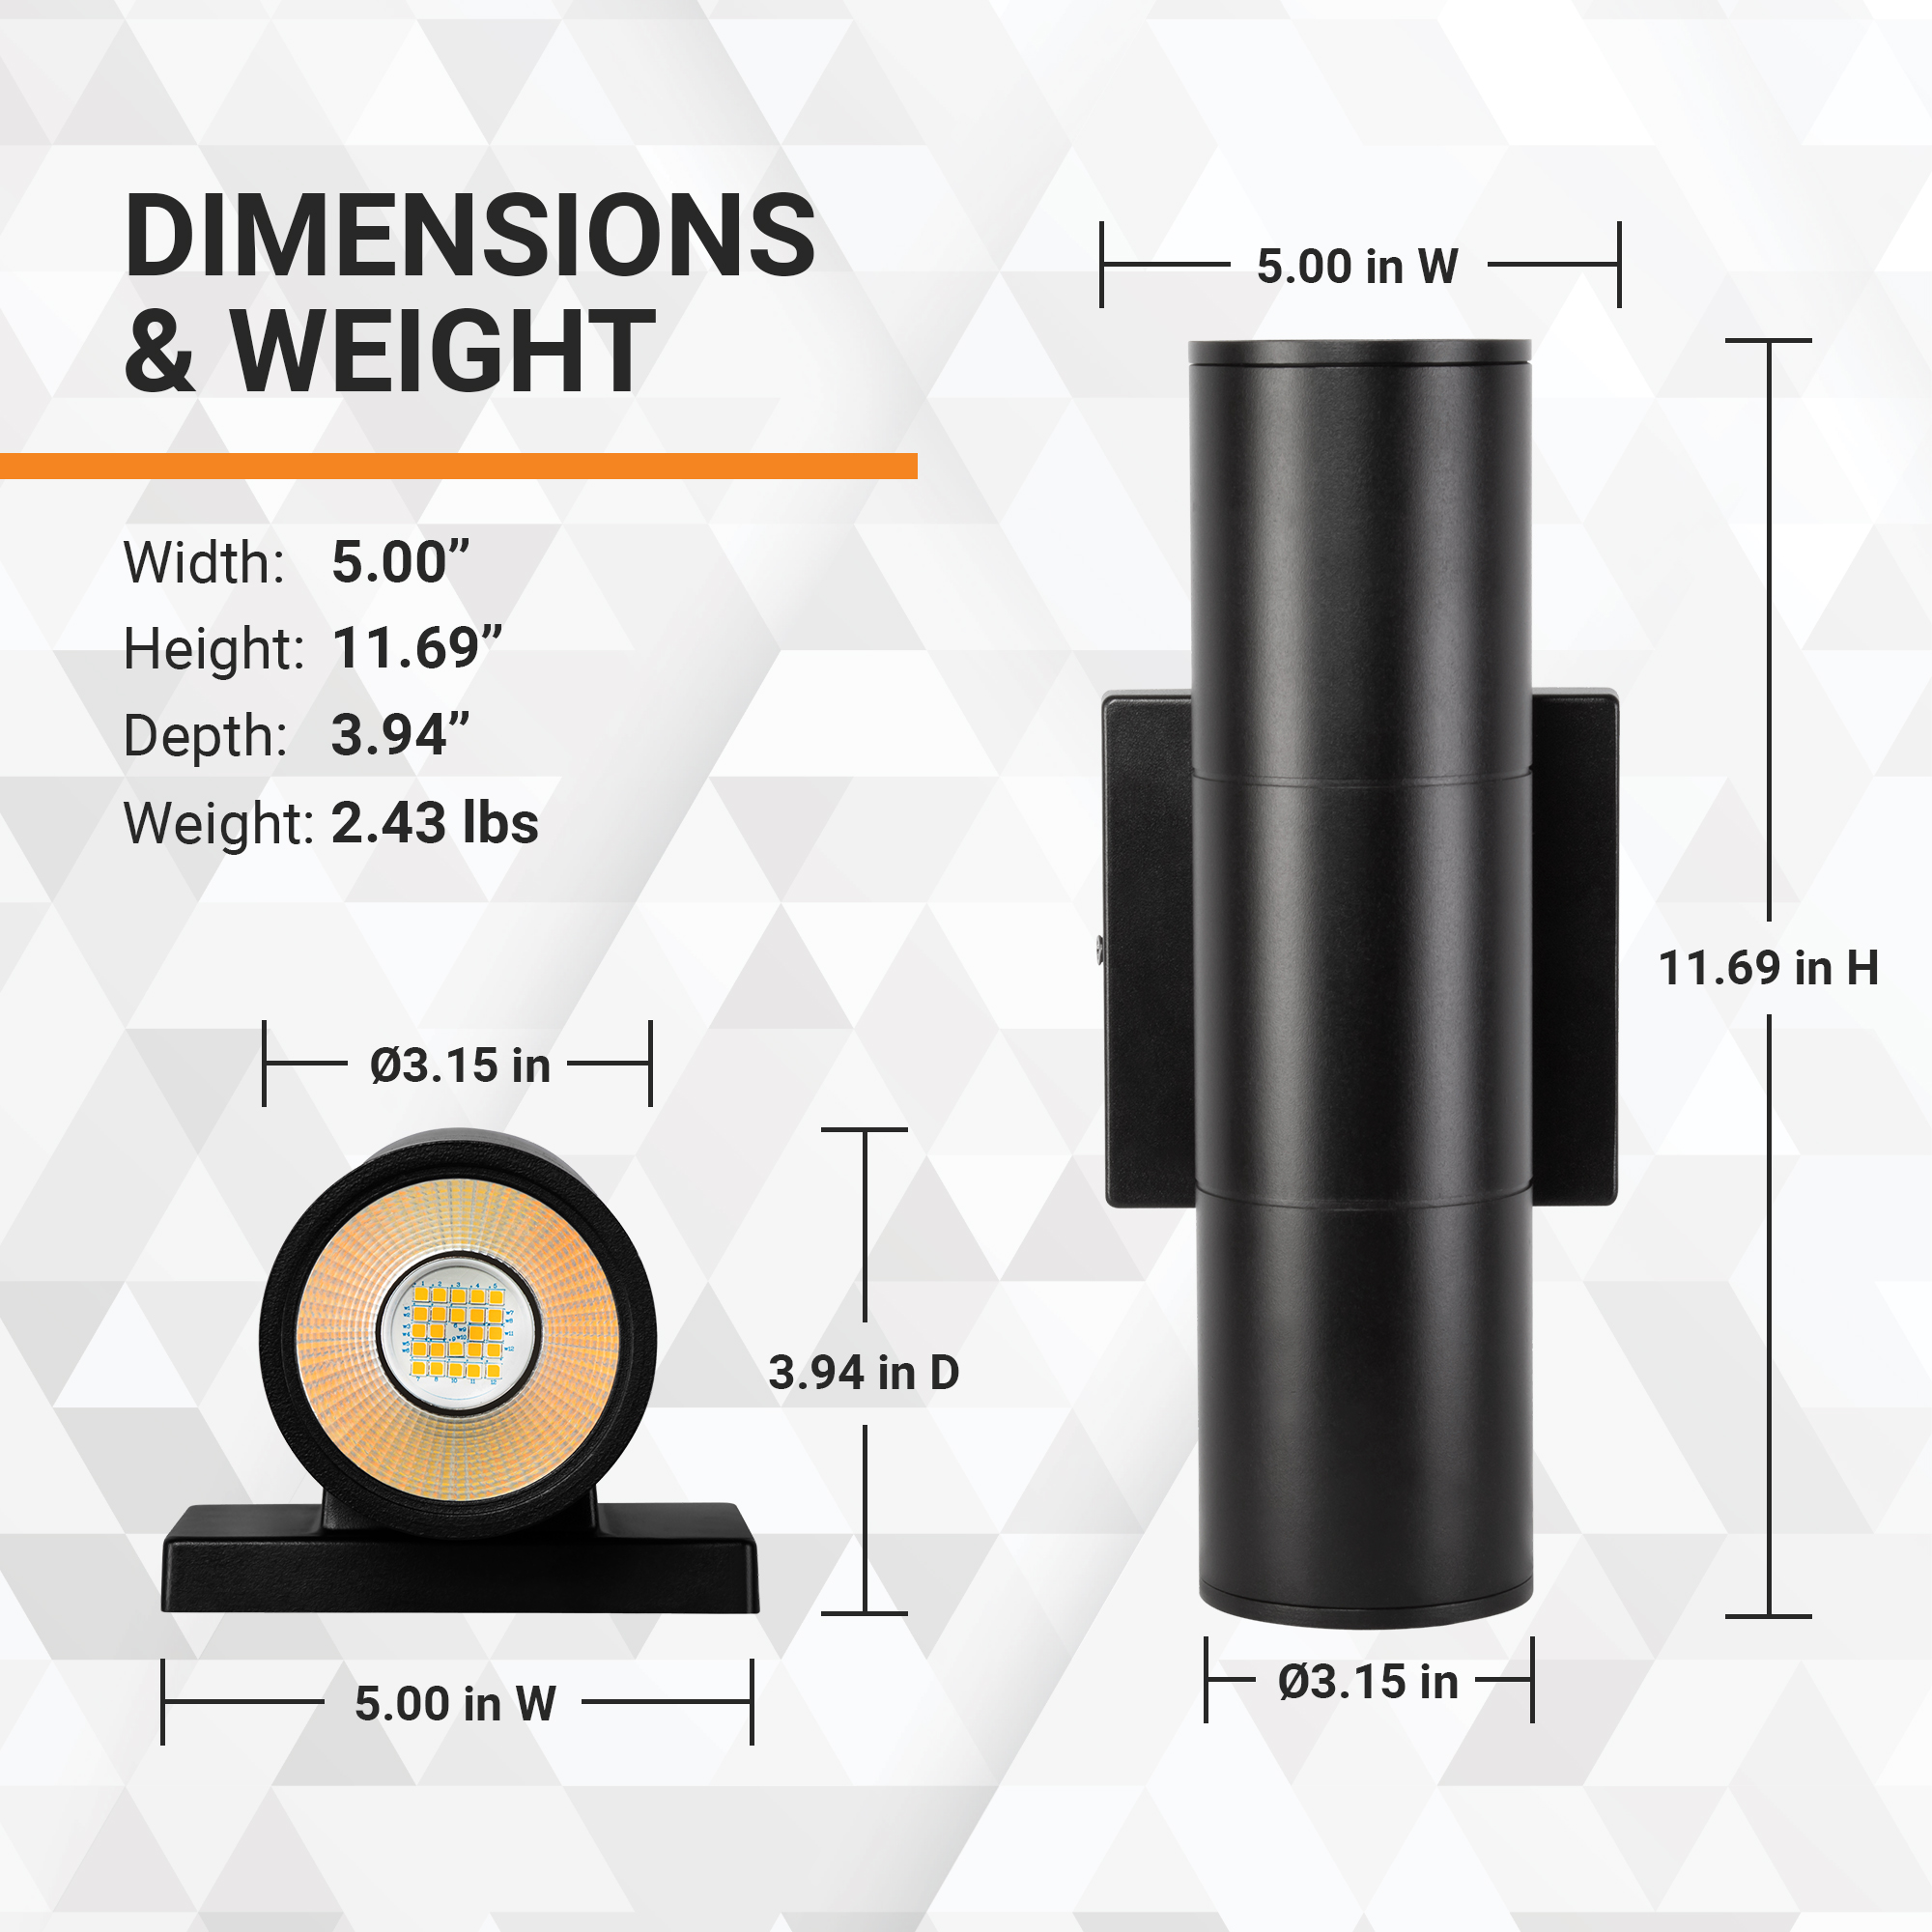 DIMENSIONS
& WEIGHT
Width: 5.00”
Height: 11.69”
Depth: 3.94”
Weight: 2.43 lbs
5.00 in W
11.69 in H
Ø3.15 in
Ø3.15 in
3.94 in D
5.00 in W